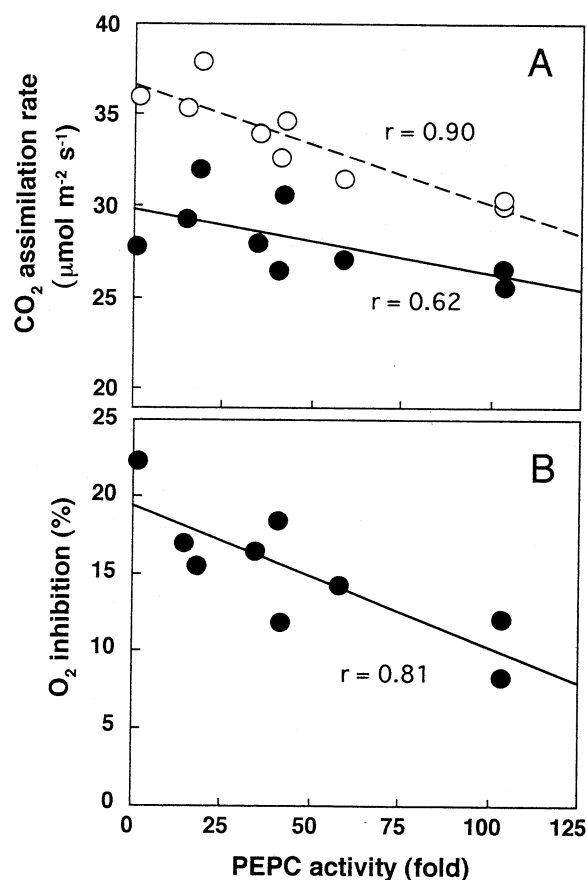 40
A
35
r = 0.90
30
25
r = 0.62
20
CO2 assimilation rate
(µmol m-2 s-1)
25
B
20
15
10
r = 0.81
5
0
O2 inhibition (%)
0 25 50 75 100 125
PEPC activity (fold)